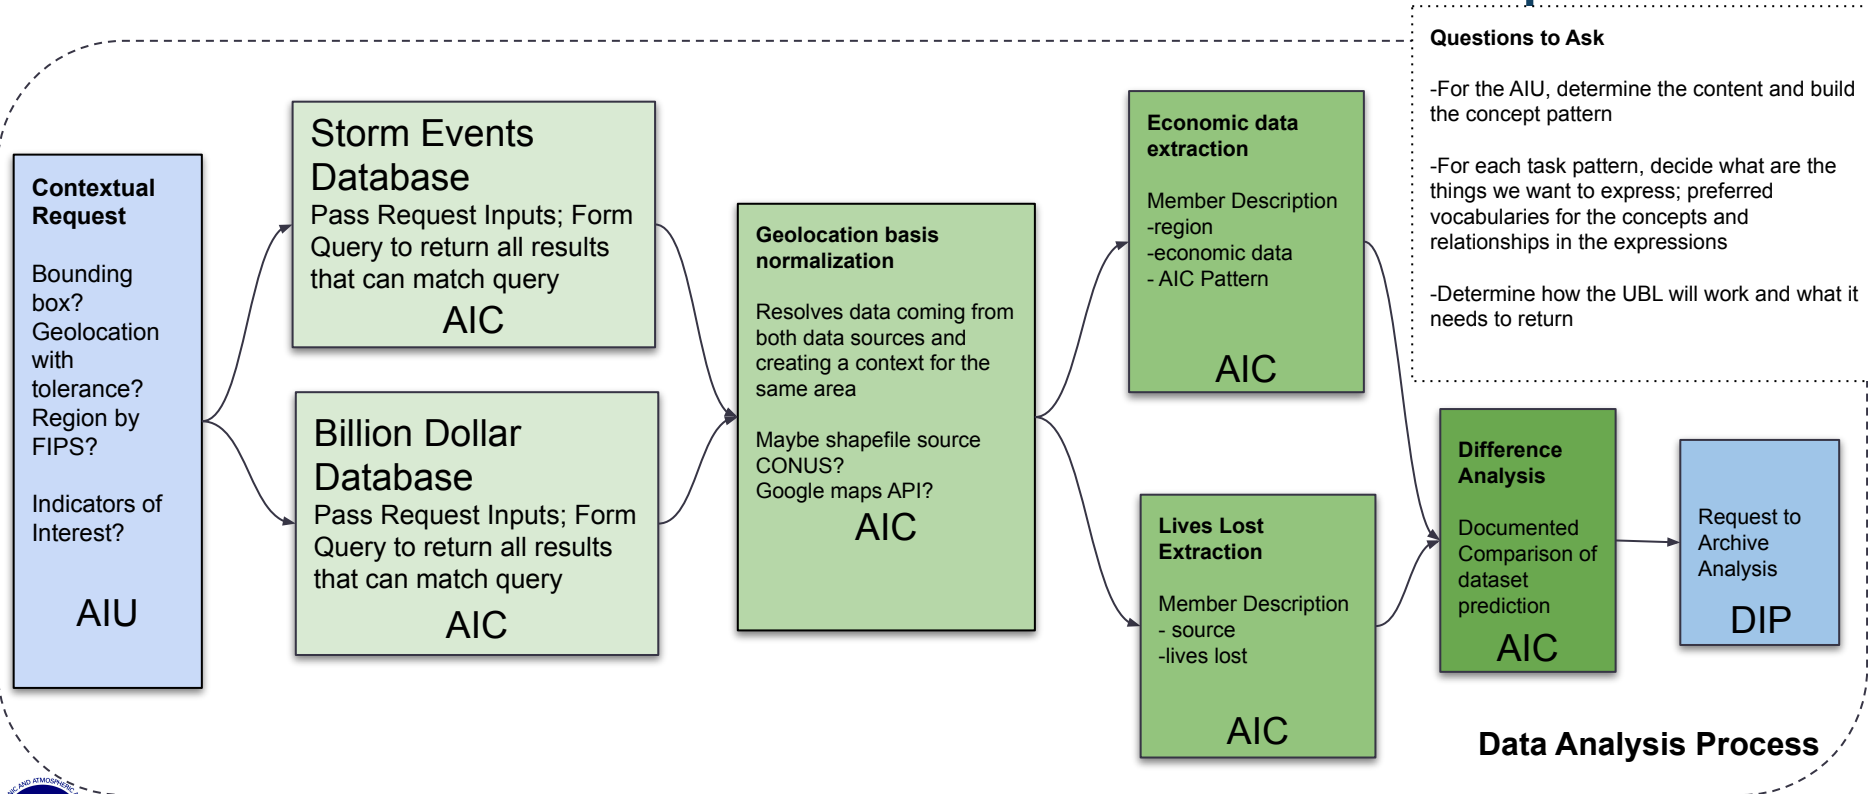 Contextual
Request
Bounding
box?
Geolocation
with
tolerance?
Region by
FIPS?
Indicators of
Interest?
AIU
Storm Events
Database
Pass Request Inputs; Form
Query to return all results
that can match query
AIC
Billion Dollar
Database
Pass Request Inputs; Form
Query to return all results
that can match query
AIC
Geolocation basis
normalization
Resolves data coming from
both data sources and
creating a context for the
same area
Maybe shapefile source
CONUS?
Google maps API?
AIC
Economic data
extraction
Member Description
-region
-economic data
- AIC Pattern
AIC
Lives Lost
Extraction
Member Description
- source
-lives lost
AIC
Questions to Ask
-For the AIU, determine the content and build
the concept pattern
-For each task pattern, decide what are the
things we want to express; preferred
vocabularies for the concepts and
relationships in the expressions
-Determine how the UBL will work and what it
needs to return
Difference
Analysis
Documented
Comparison of
dataset
prediction
AIC
Request to
Archive
Analysis
DIP
Data Analysis Process
AND ATMOSPHERIC